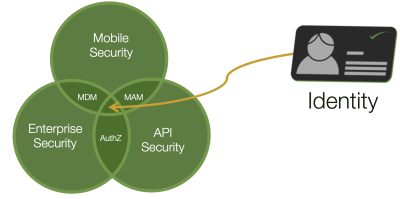 Mobile
Security
MDM
MAM
Enterprise
Security
AuthZ
API
Security
Identity